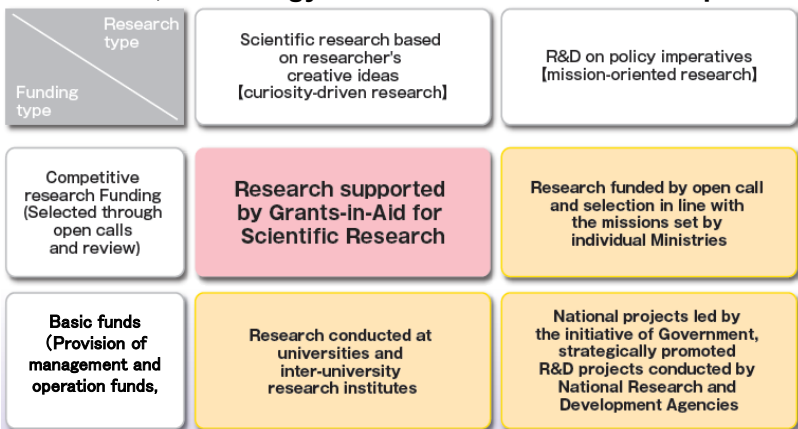 Research
type
Funding
type
Scientific research based
on researcher's
creative ideas
【curiosity-driven research】
R&D on policy imperatives
【mission-oriented research】
Competitive
research Funding
(Selected through
open calls
and review)
Research supported
by Grants-in-Aid for
Scientific Research
Research funded by open call
and selection in line with
the missions set by
individual Ministries
Basic funds
(Provision of
management and
operation funds,
Research conducted at
universities and
inter-university
research institutes
National projects led by
the initiative of Government,
strategically promoted
R&D projects conducted by
National Research and
Development Agencies